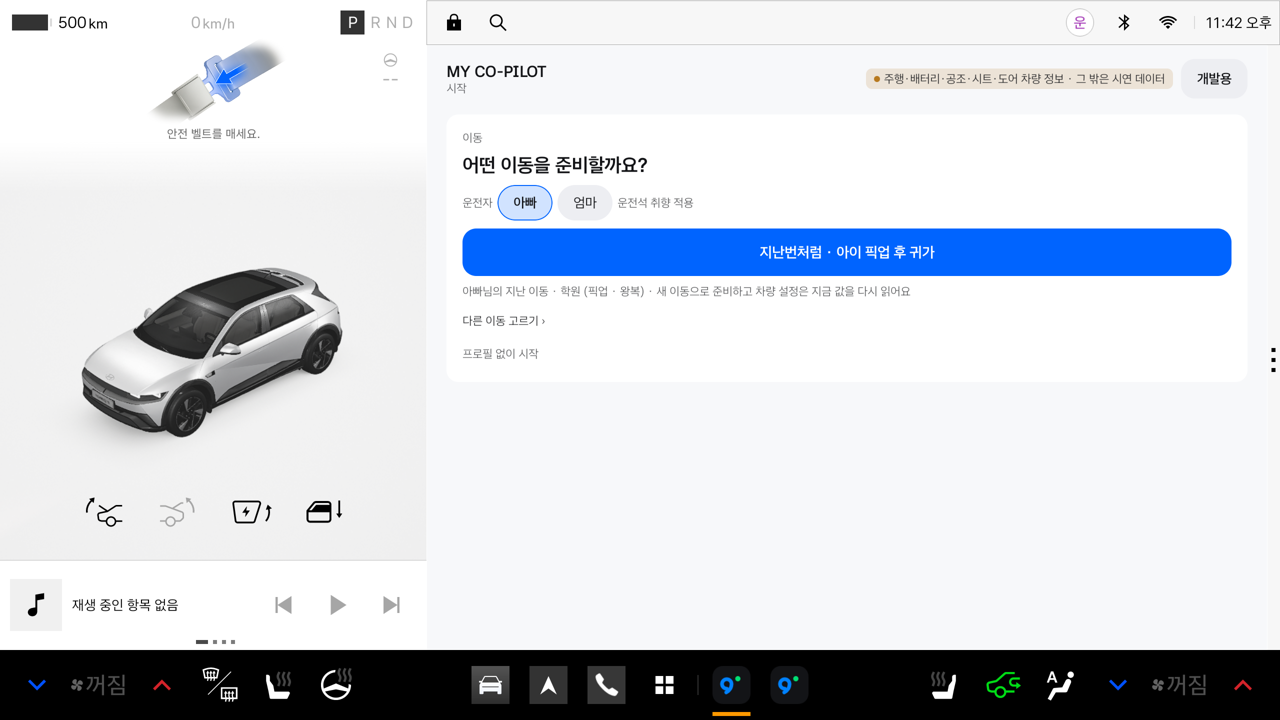 500 km
0 km/h
P R N D
안전 벨트를 매세요.
재생 중인 항목 없음
운
11:42 오후
MY CO-PILOT
시작
주행·배터리·공조·시트·도어 차량 정보 · 그 밖은 시연 데이터
개발용
이동
어떤 이동을 준비할까요?
운전자 아빠 엄마 운전석 취향 적용
지난번처럼 · 아이 픽업 후 귀가
아빠님의 지난 이동 · 학원 (픽업 · 왕복) · 새 이동으로 준비하고 차량 설정은 지금 값을 다시 읽어요
다른 이동 고르기 ›
프로필 없이 시작
꺼짐
9
9
A
꺼짐